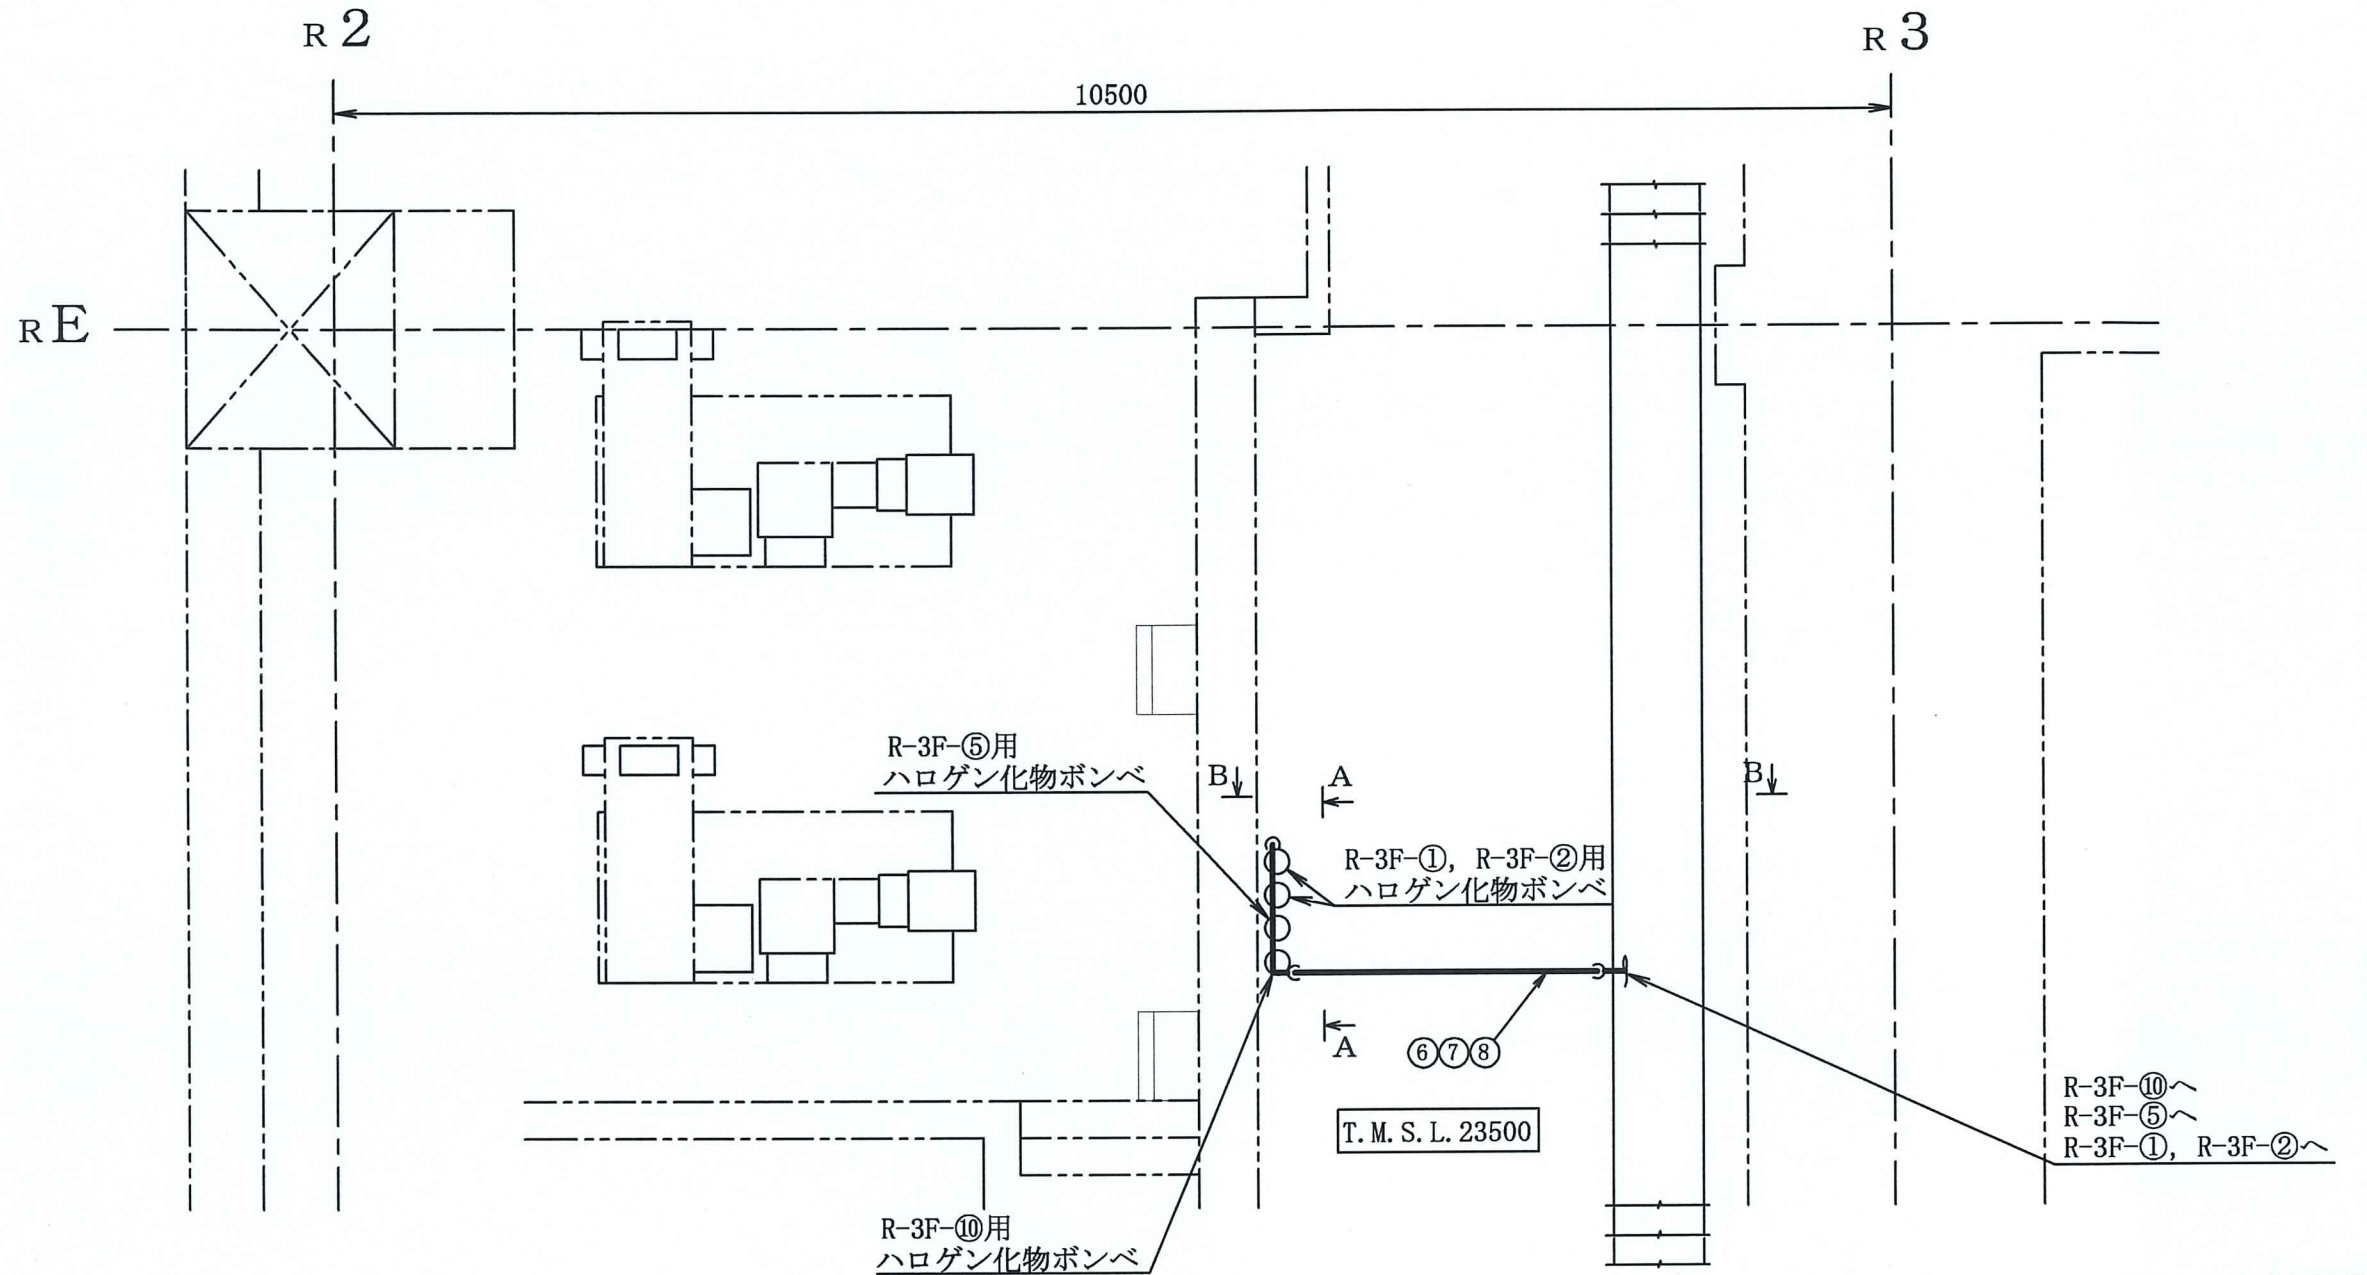 R2
R3
10500
RE
R-3F-⑤用
ハロゲン化物ボンベ
B
A
B
R-3F-①, R-3F-②用
ハロゲン化物ボンベ
A
⑥⑦⑧
T.M.S.L.23500
R-3F-⑩へ
R-3F-⑤へ
R-3F-①, R-3F-②へ
R-3F-⑩用
ハロゲン化物ボンベ